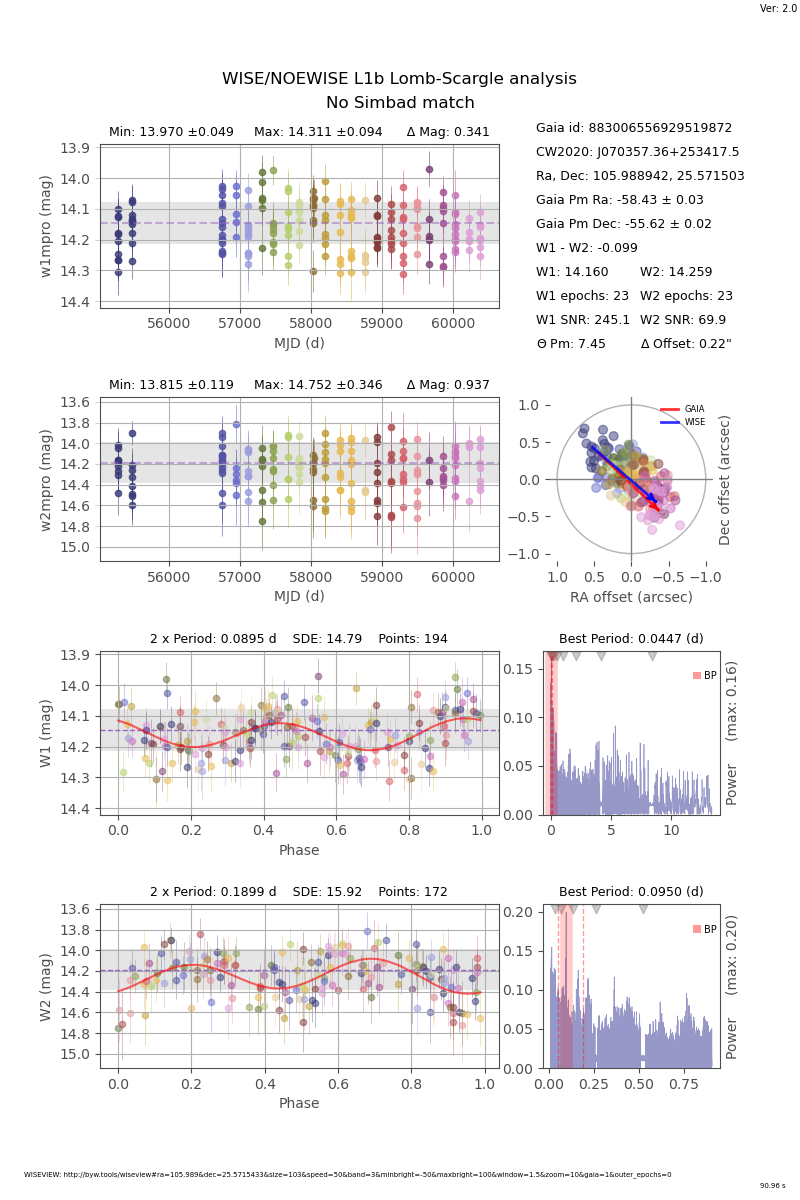 Ver: 2.0
WISE/NOEWISE L1b Lomb-Scargle analysis
No Simbad match
Min: 13.970 ±0.049 Max: 14.311 ±0.094 Δ Mag: 0.341
13.9
14.0
14.1
14.2
14.3
14.4
w1mpro (mag)
56000 57000 58000 59000 60000
MJD (d)
Gaia id: 883006556929519872
CW2020: J070357.36+253417.5
Ra, Dec: 105.988942, 25.571503
Gaia Pm Ra: -58.43 ± 0.03
Gaia Pm Dec: -55.62 ± 0.02
W1 - W2: -0.099
W1: 14.160 W2: 14.259
W1 epochs: 23 W2 epochs: 23
W1 SNR: 245.1 W2 SNR: 69.9
Θ Pm: 7.45 Δ Offset: 0.22"
Min: 13.815 ±0.119 Max: 14.752 ±0.346 Δ Mag: 0.937
13.6
13.8
14.0
14.2
14.4
14.6
14.8
15.0
w2mpro (mag)
56000 57000 58000 59000 60000
MJD (d)
1.0
0.5
0.0
−0.5
−1.0
GAIA
WISE
Dec offset (arcsec)
1.0 0.5 0.0 −0.5 −1.0
RA offset (arcsec)
2 x Period: 0.0895 d SDE: 14.79 Points: 194
13.9
14.0
14.1
14.2
14.3
14.4
W1 (mag)
0.0 0.2 0.4 0.6 0.8 1.0
Phase
Best Period: 0.0447 (d)
0.15
0.10
0.05
0.00
BP
Power (max: 0.16)
0 5 10
2 x Period: 0.1899 d SDE: 15.92 Points: 172
13.6
13.8
14.0
14.2
14.4
14.6
14.8
15.0
W2 (mag)
0.0 0.2 0.4 0.6 0.8 1.0
Phase
Best Period: 0.0950 (d)
0.20
0.15
0.10
0.05
0.00
BP
Power (max: 0.20)
0.00 0.25 0.50 0.75
WISEVIEW: http://byw.tools/wiseview#ra=105.989&dec=25.5715433&size=103&speed=50&band=3&minbright=-50&maxbright=100&window=1.5&zoom=10&gaia=1&outer_epochs=0
90.96 s